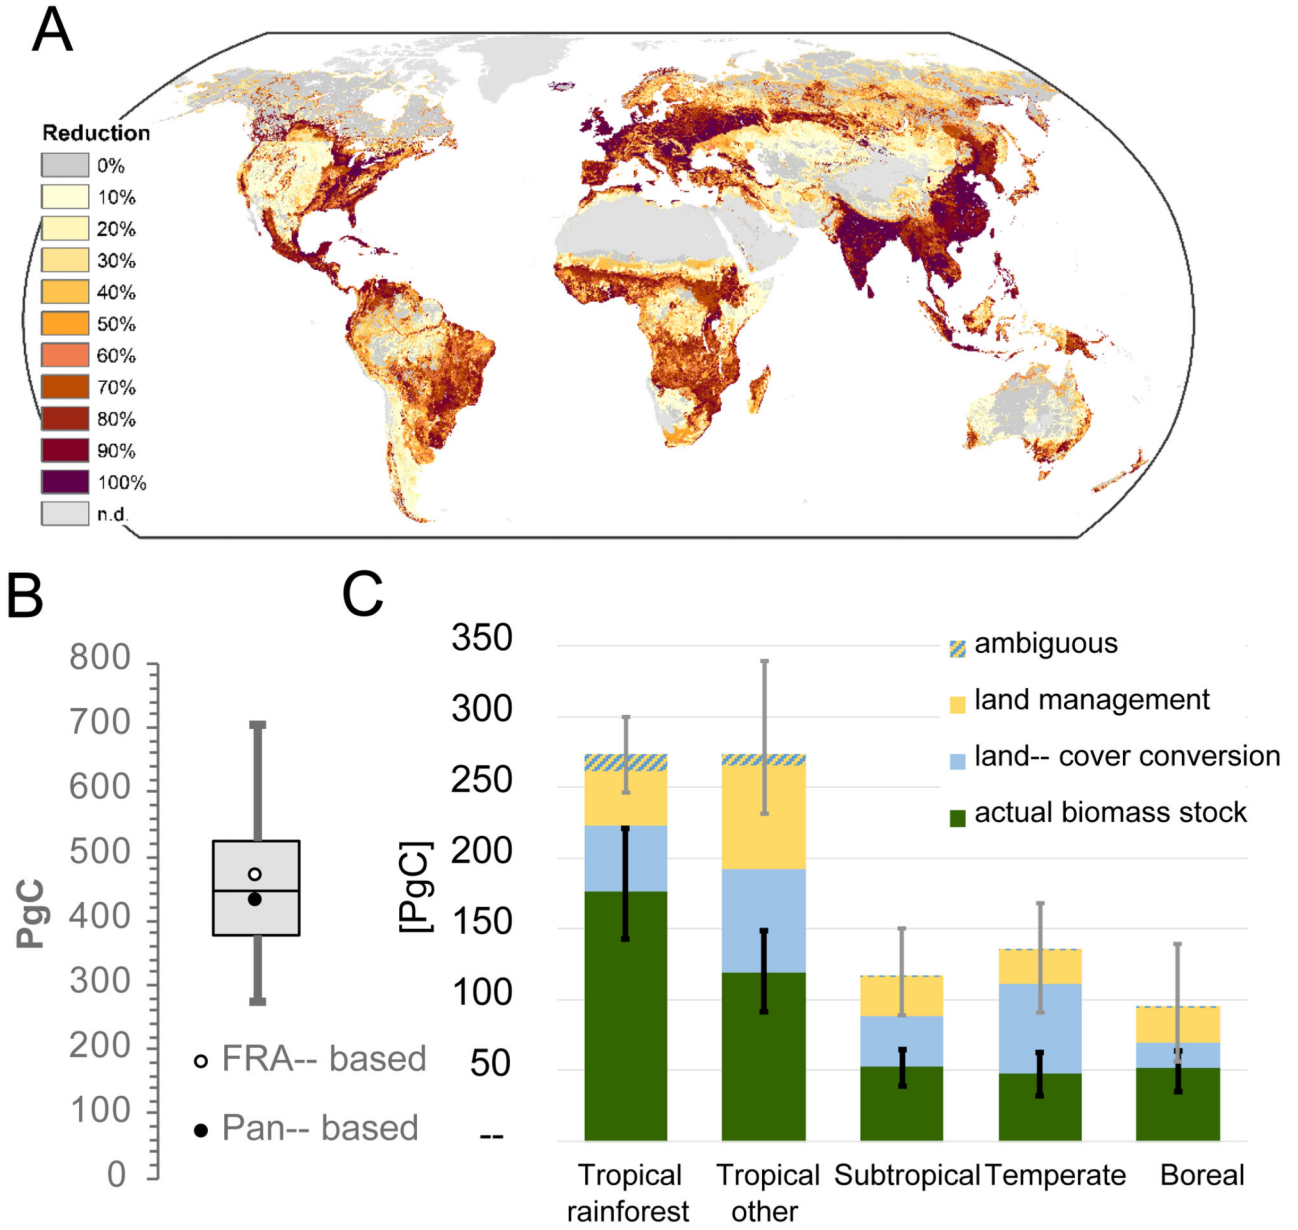 A
Reduction
0%
10%
20%
30%
40%
50%
60%
70%
80%
90%
100%
n.d.
B
PgC
800
700
600
500
400
300
200
100
0
FRA-- based
Pan-- based
C
[PgC]
350
300
250
200
150
100
50
--
ambiguous
land management
land-- cover conversion
actual biomass stock
Tropical
rainforest
Tropical
other
Subtropical
Temperate
Boreal